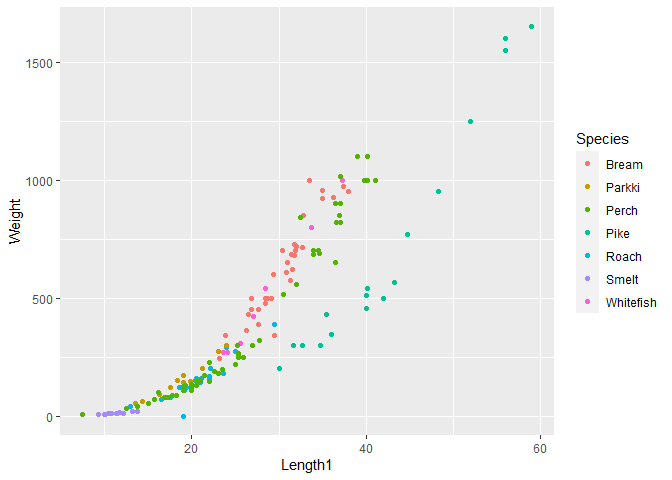 1500
1000
500
0
Weight
20
40
60
Length1
Species
Bream
Parkki
Perch
Pike
Roach
Smelt
Whitefish